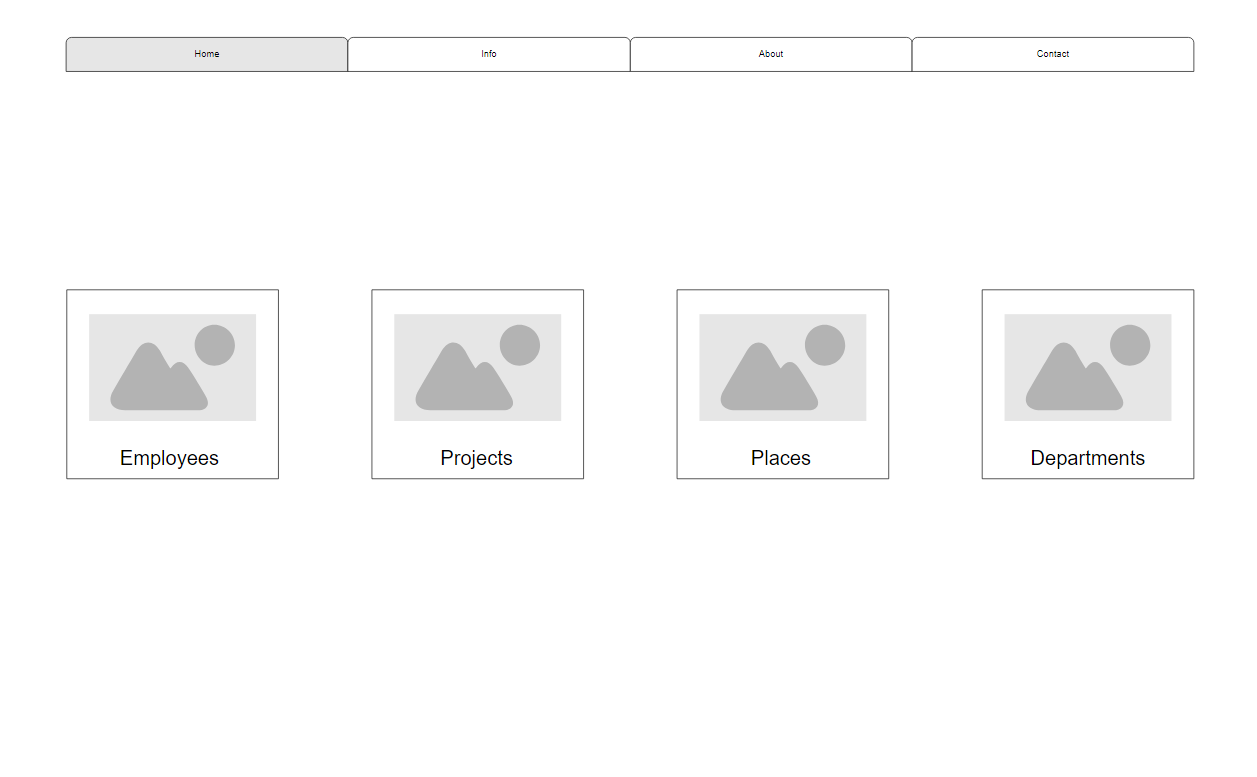 Home
Info
About
Contact
Employees
Projects
Places
Departments